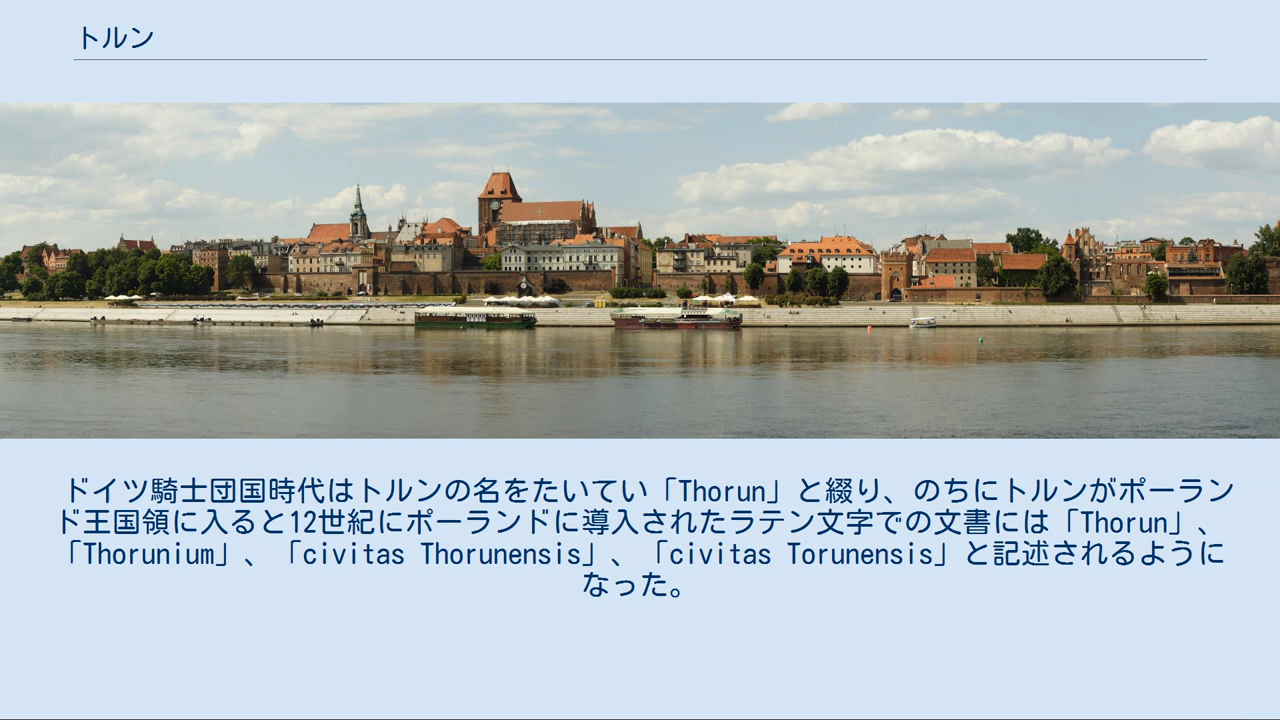 トルン
ドイツ騎士団国時代はトルンの名をたいてい「Thorun」と綴り、のちにトルンがポーラン
ド王国領に入ると12世紀にポーランドに導入されたラテン文字での文書には「Thorun」、
「Thorunium」、「civitas Thorunensis」、「civitas Torunensis」と記述されるように
なった。